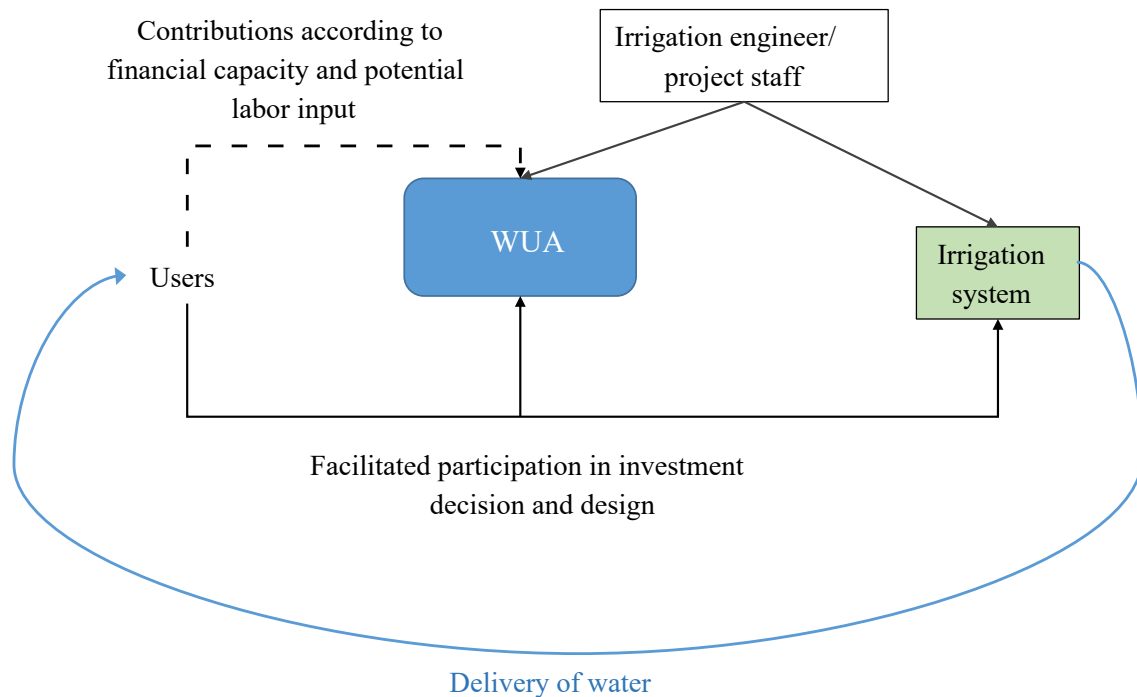 Contributions according to
financial capacity and potential
labor input
Irrigation engineer/
project staff
WUA
Irrigation
system
Users
Facilitated participation in investment
decision and design
Delivery of water